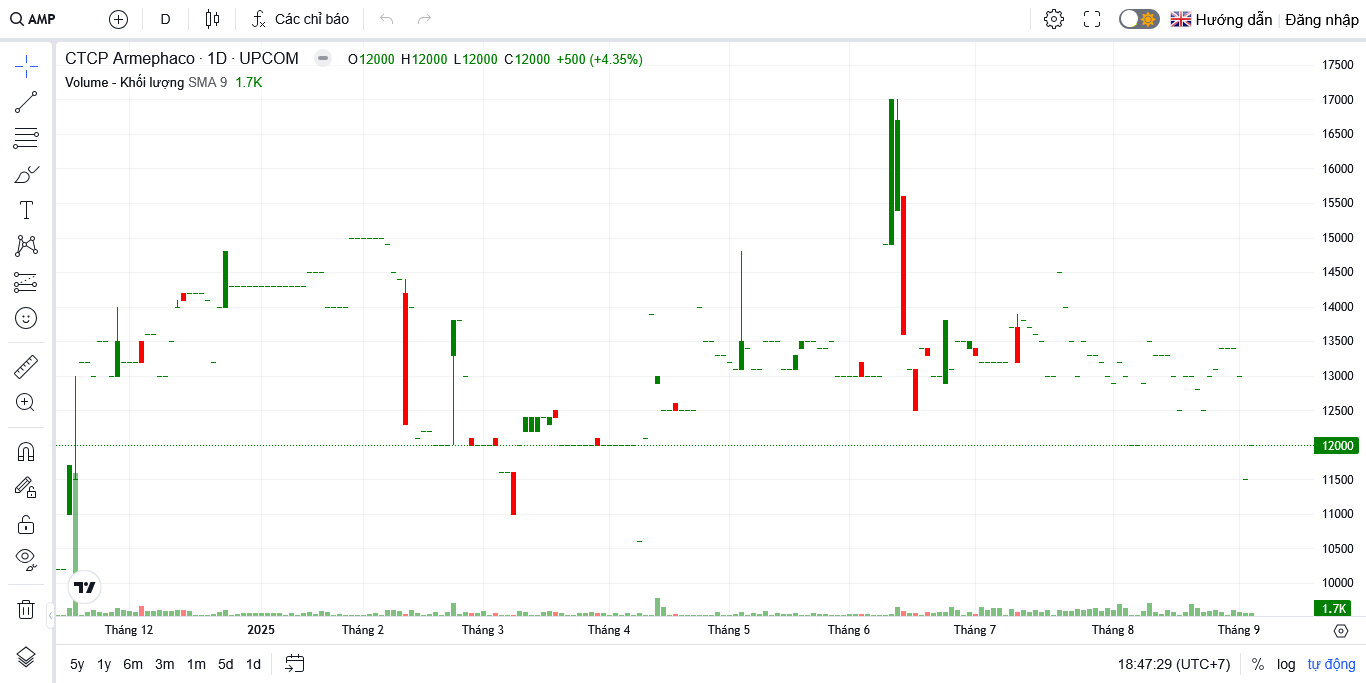 AMP D Các chỉ báo Hướng dẫn Đăng nhập
CTCP Armephaco · 1D · UPCOM O12000 H12000 L12000 C12000 +500 (+4.35%)
Volume - Khối lượng SMA 9 1.7K
17500
17000
16500
16000
15500
15000
14500
14000
13500
13000
12500
12000
11500
11000
10500
10000
1.7K
Tháng 12 2025 Tháng 2 Tháng 3 Tháng 4 Tháng 5 Tháng 6 Tháng 7 Tháng 8 Tháng 9
5y 1y 6m 3m 1m 5d 1d 18:47:29 (UTC+7) % log tự động